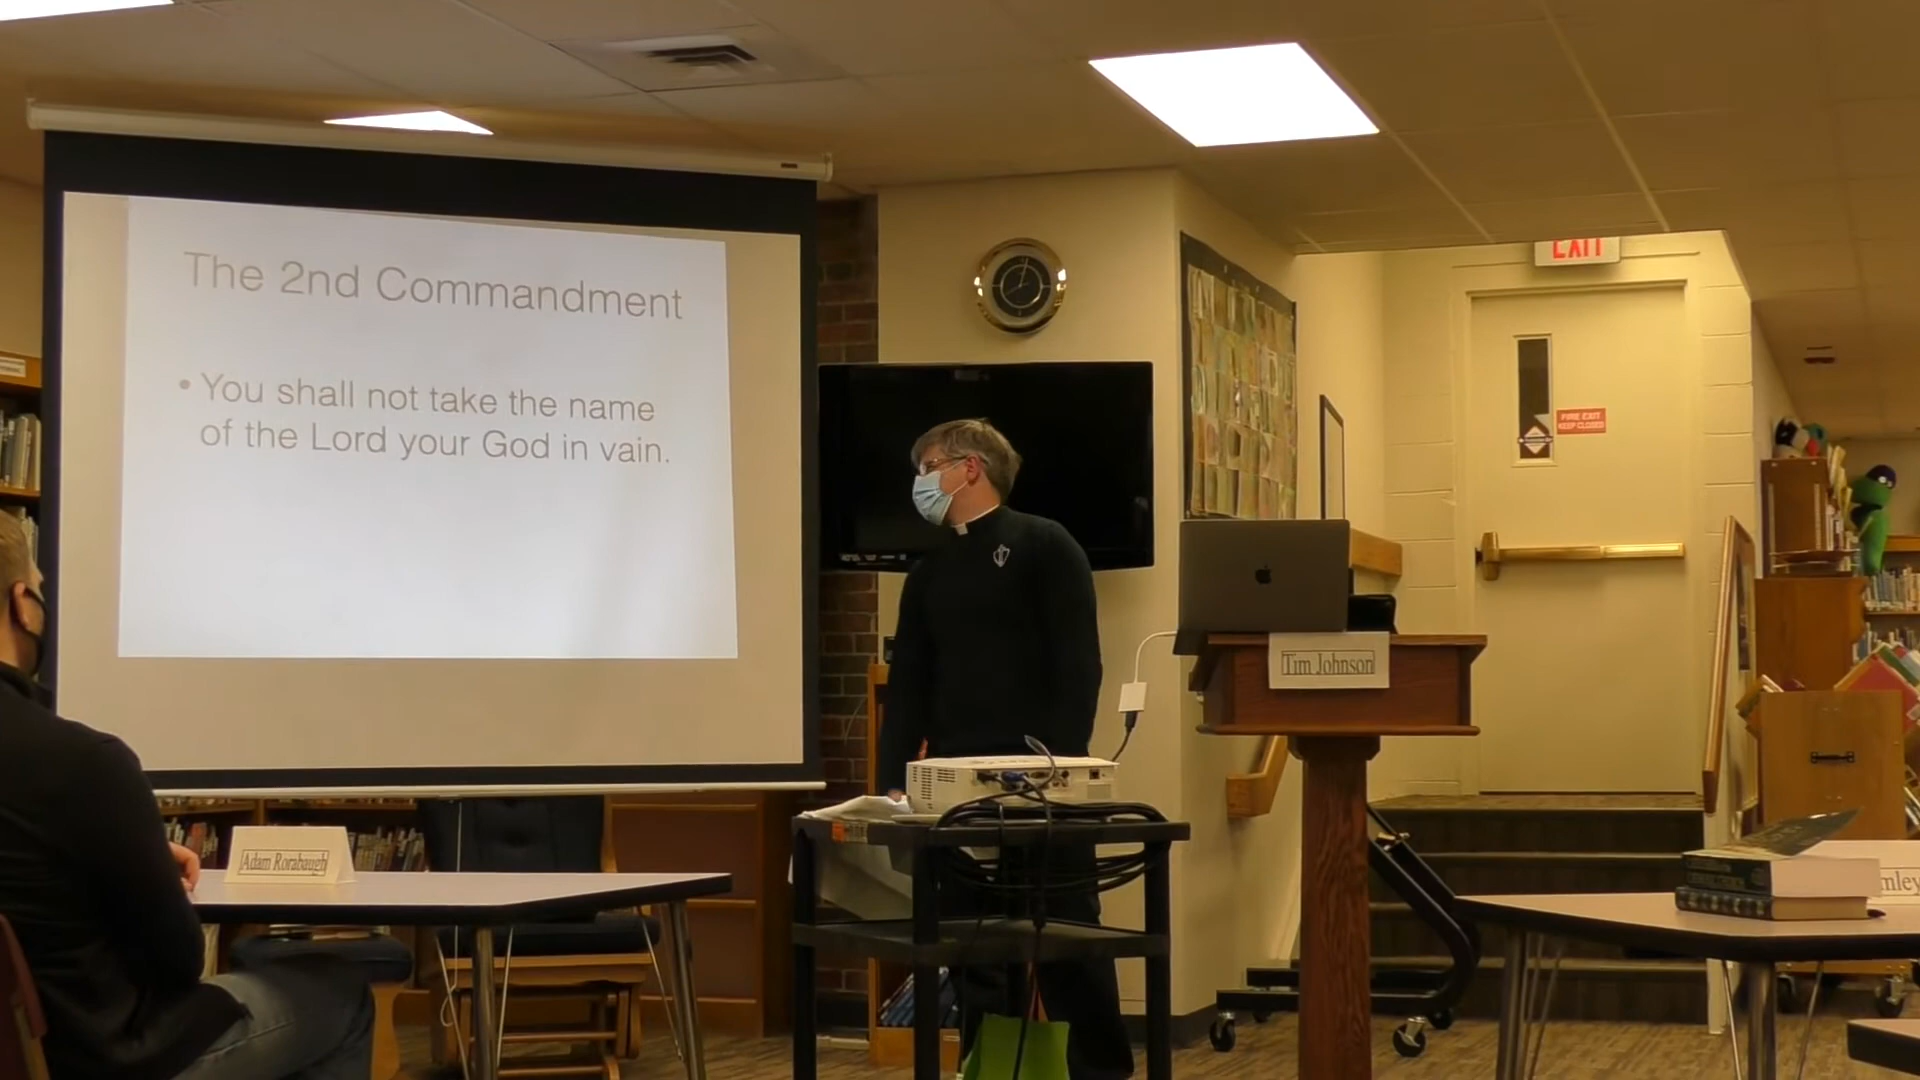 The 2nd Commandment
• You shall not take the name
of the Lord your God in vain.
EXIT
FIRE EXIT
KEEP CLOSED
Tim Johnson
Adam Rorabaugh
mley